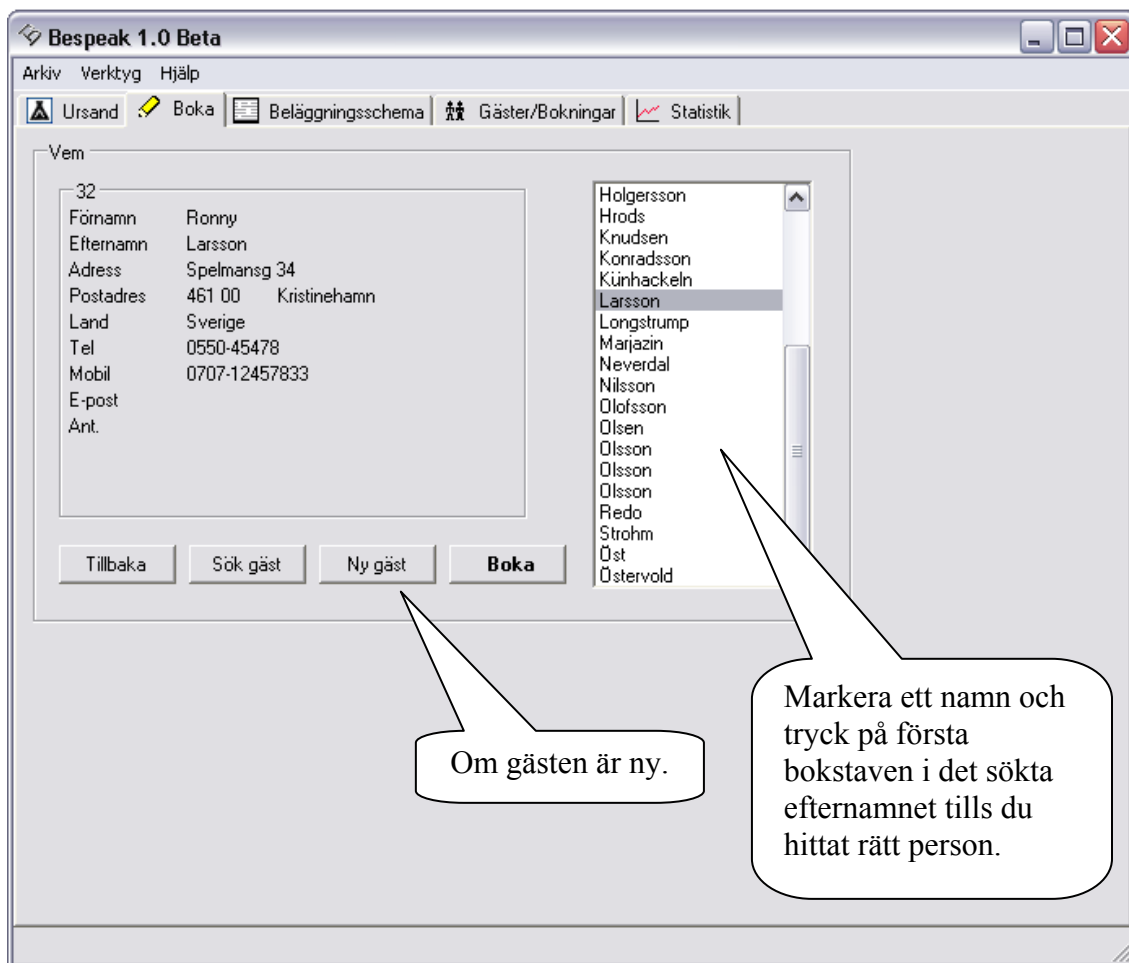 Bespeak 1.0 Beta
Arkiv Verktyg Hjälp
Ursand Boka Beläggningsschema Gäster/Bokningar Statistik
Vem
32
Förnamn Ronny
Efternamn Larsson
Adress Spelmansg 34
Postadres 461 00 Kristinehamn
Land Sverige
Tel 0550-45478
Mobil 0707-12457833
E-post
Ant.
Holgersson
Hrods
Knudsen
Konradsson
Künhackeln
Larsson
Longstrump
Marjazin
Neverdal
Nilsson
Olofsson
Olsen
Olsson
Olsson
Olsson
Redo
Strohm
Öst
Östervold
Tillbaka Sök gäst Ny gäst Boka
Om gästen är ny.
Markera ett namn och
tryck på första
bokstaven i det sökta
efternamnet tills du
hittat rätt person.